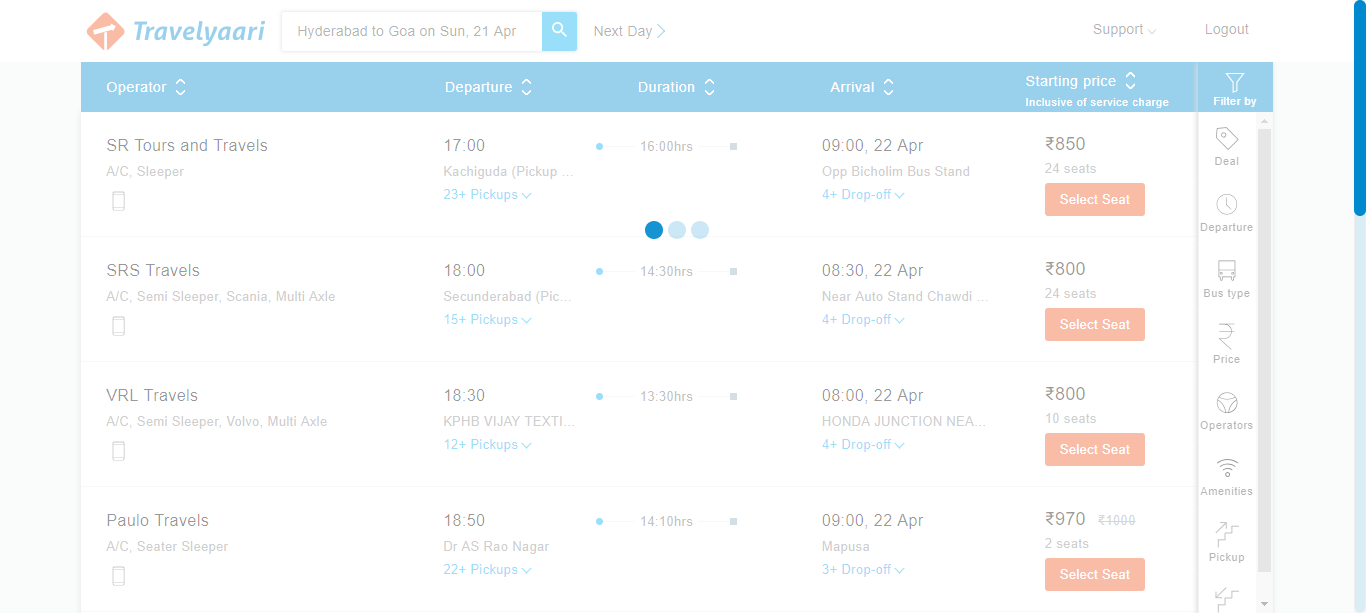 Travelyaari
Hyderabad to Goa on Sun, 21 Apr
Next Day
Support
Logout
Operator
Departure
Duration
Arrival
Starting price
Inclusive of service charge
Filter by
SR Tours and Travels
17:00
16:00hrs
09:00, 22 Apr
₹850
A/C, Sleeper
Kachiguda (Pickup ...
Opp Bicholim Bus Stand
24 seats
23+ Pickups
4+ Drop-off
Select Seat
SRS Travels
18:00
14:30hrs
08:30, 22 Apr
₹800
A/C, Semi Sleeper, Scania, Multi Axle
Secunderabad (Pic...
Near Auto Stand Chawdi ...
24 seats
15+ Pickups
4+ Drop-off
Select Seat
VRL Travels
18:30
13:30hrs
08:00, 22 Apr
₹800
A/C, Semi Sleeper, Volvo, Multi Axle
KPHB VIJAY TEXTI...
HONDA JUNCTION NEA...
10 seats
12+ Pickups
4+ Drop-off
Select Seat
Paulo Travels
18:50
14:10hrs
09:00, 22 Apr
₹970 ₹1000
A/C, Seater Sleeper
Dr AS Rao Nagar
Mapusa
2 seats
22+ Pickups
3+ Drop-off
Select Seat
Deal
Departure
Bus type
Price
Operators
Amenities
Pickup